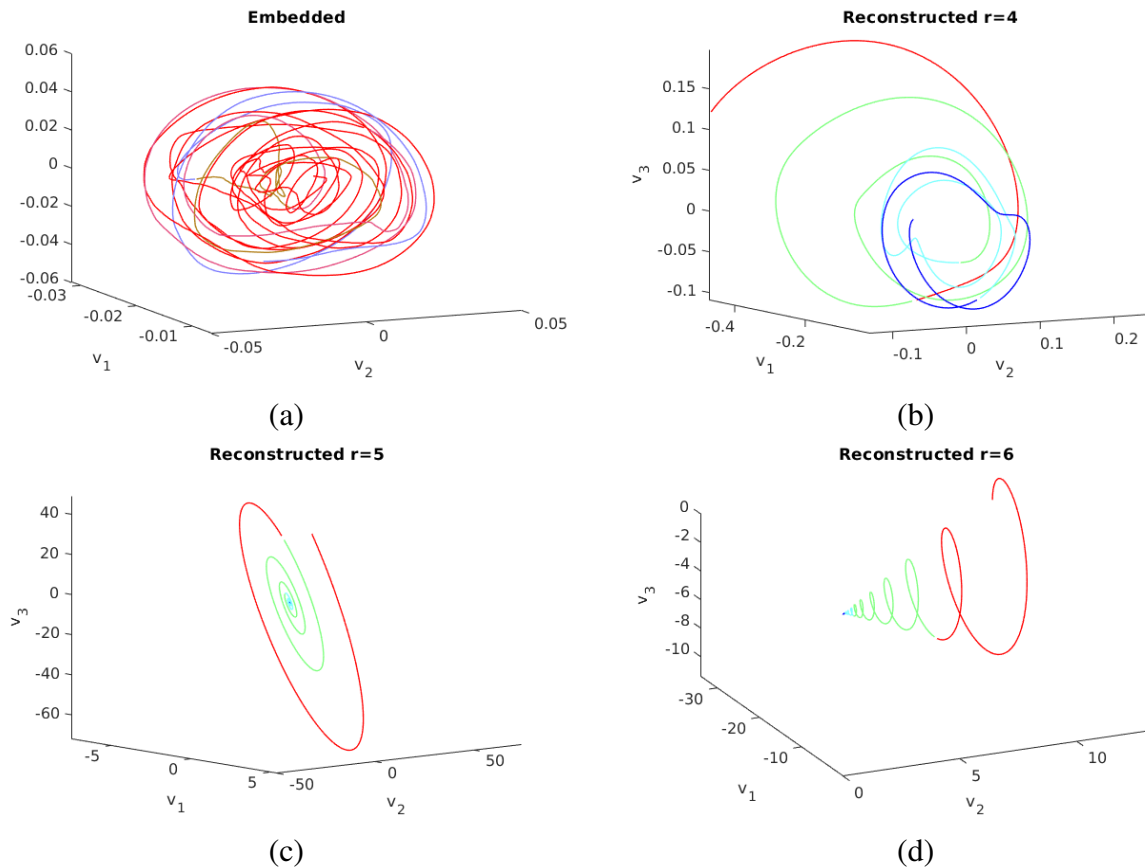 Embedded
0.06
0.04
0.02
0
-0.02
-0.04
-0.06
-0.03
-0.02
-0.01
-0.05
0
0.05
v1
v2
(a)
Reconstructed r=4
0.15
0.1
0.05
0
-0.05
-0.1
v3
-0.4
-0.2
-0.1
0
0.1
0.2
v1
v2
(b)
Reconstructed r=5
40
20
0
-20
-40
-60
v3
-5
0
5
-50
0
50
v1
v2
(c)
Reconstructed r=6
0
-2
-4
-6
-8
-10
v3
-30
-20
-10
0
5
10
v1
v2
(d)